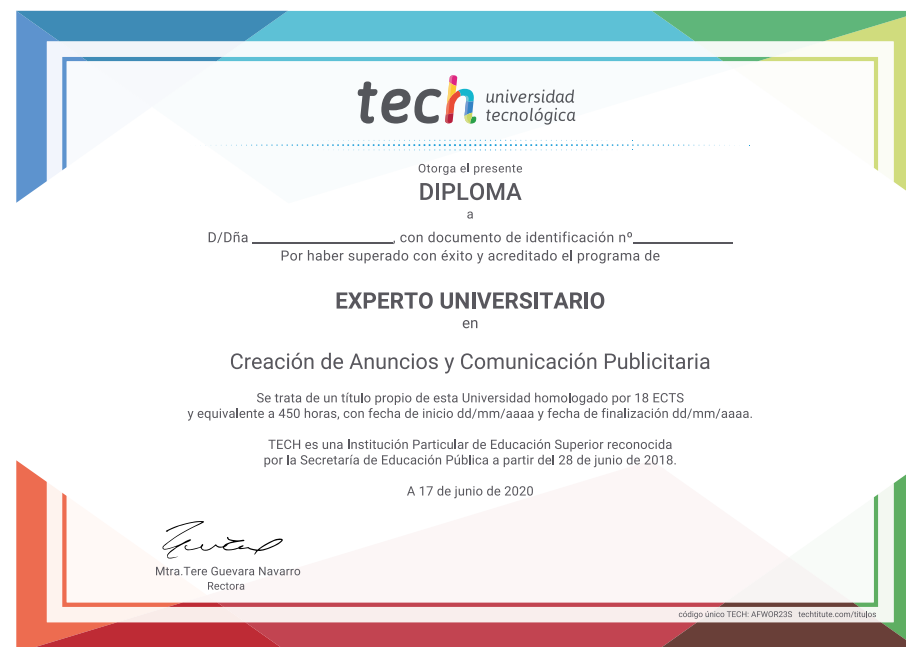 tech universidad
tecnológica
Otorga el presente
DIPLOMA
a
D/Dña ____________________, con documento de identificación nº______________
Por haber superado con éxito y acreditado el programa de
EXPERTO UNIVERSITARIO
en
Creación de Anuncios y Comunicación Publicitaria
Se trata de un título propio de esta Universidad homologado por 18 ECTS
y equivalente a 450 horas, con fecha de inicio dd/mm/aaaa y fecha de finalización dd/mm/aaaa.
TECH es una Institución Particular de Educación Superior reconocida
por la Secretaría de Educación Pública a partir del 28 de junio de 2018.
A 17 de junio de 2020
Mtra.Tere Guevara Navarro
Rectora
código único TECH: AFWOR23S techtitute.com/titulos